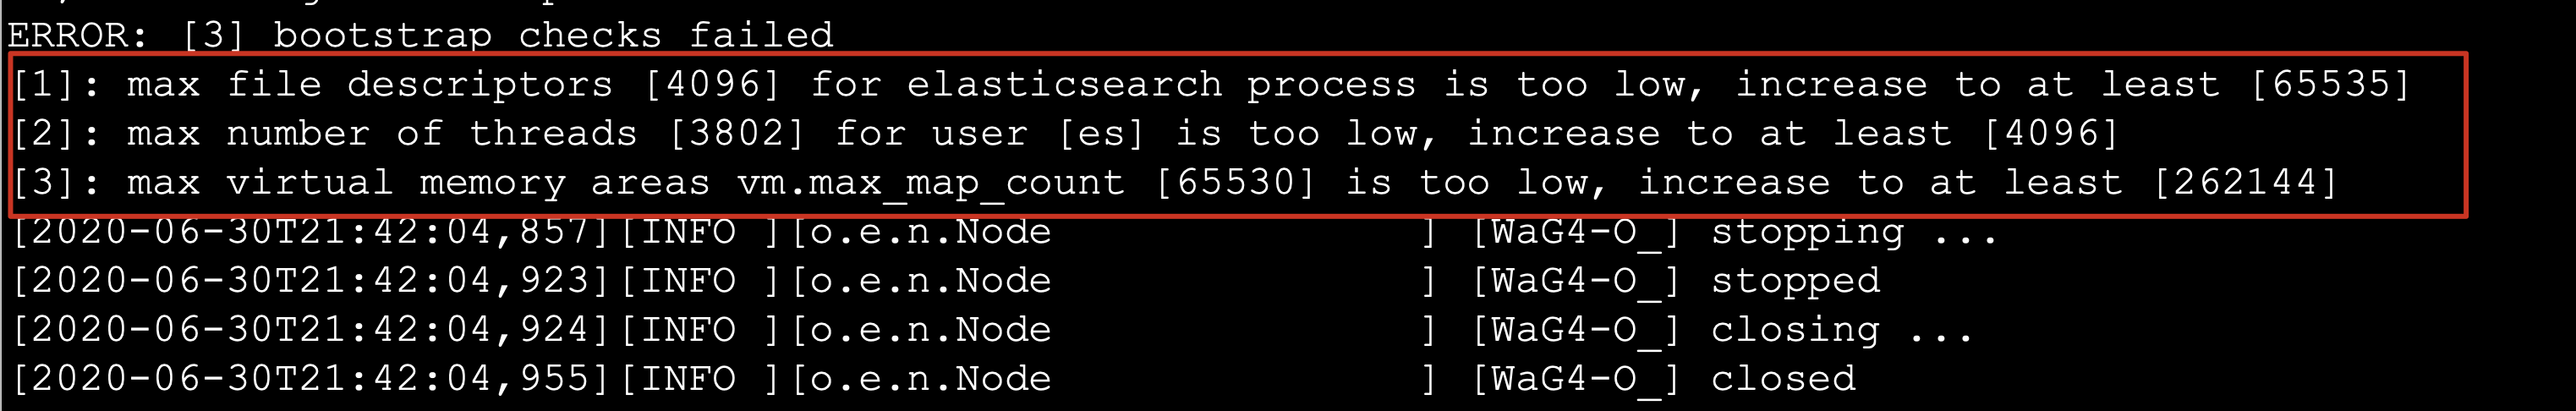 ERROR: [3] bootstrap checks failed
[1]: max file descriptors [4096] for elasticsearch process is too low, increase to at least [65535]
[2]: max number of threads [3802] for user [es] is too low, increase to at least [4096]
[3]: max virtual memory areas vm.max_map_count [65530] is too low, increase to at least [262144]
[2020-06-30T21:42:04,857][INFO ][o.e.n.Node               ] [WaG4-O_] stopping ...
[2020-06-30T21:42:04,923][INFO ][o.e.n.Node               ] [WaG4-O_] stopped
[2020-06-30T21:42:04,924][INFO ][o.e.n.Node               ] [WaG4-O_] closing ...
[2020-06-30T21:42:04,955][INFO ][o.e.n.Node               ] [WaG4-O_] closed